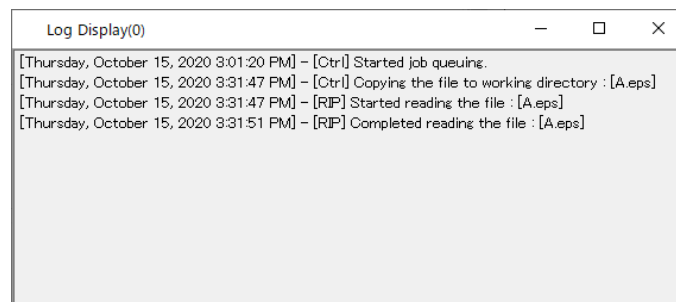 Log Display(0)
[Thursday, October 15, 2020 3:01:20 PM] - [Ctrl] Started job queuing.
[Thursday, October 15, 2020 3:31:47 PM] - [Ctrl] Copying the file to working directory : [A.eps]
[Thursday, October 15, 2020 3:31:47 PM] - [RIP] Started reading the file : [A.eps]
[Thursday, October 15, 2020 3:31:51 PM] - [RIP] Completed reading the file : [A.eps]